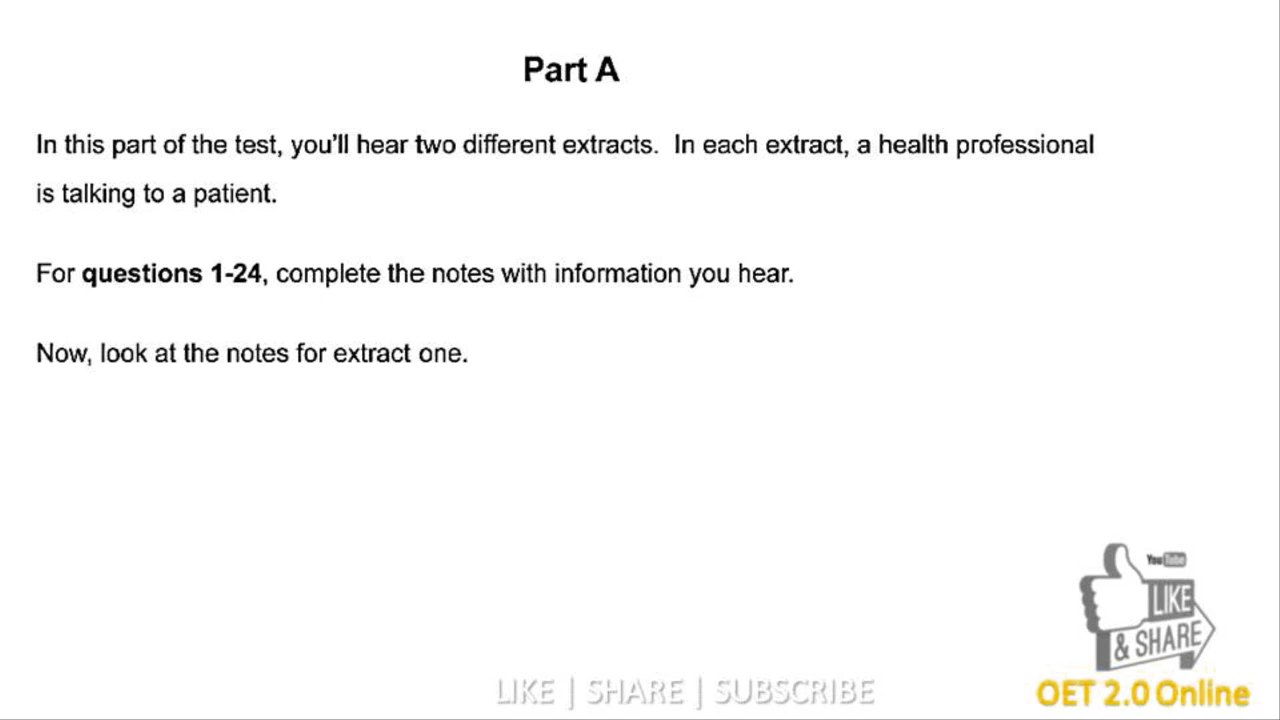 Part A
In this part of the test, you'll hear two different extracts.  In each extract, a health professional
is talking to a patient.
For questions 1-24, complete the notes with information you hear.
Now, look at the notes for extract one.
You Tube
LIKE
& SHARE
LIKE | SHARE | SUBSCRIBE
OET 2.0 Online